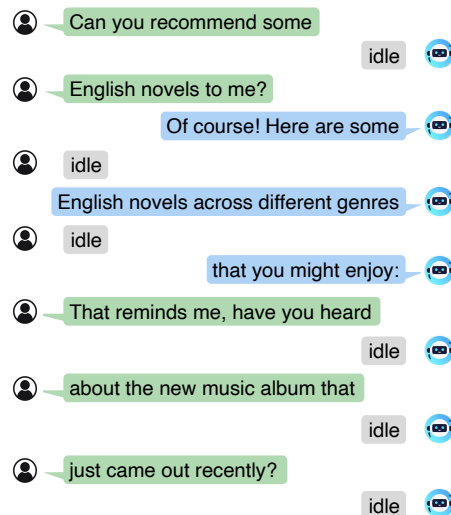 Can you recommend some
idle
English novels to me?
Of course! Here are some
idle
English novels across different genres
idle
that you might enjoy:
That reminds me, have you heard
idle
about the new music album that
idle
just came out recently?
idle